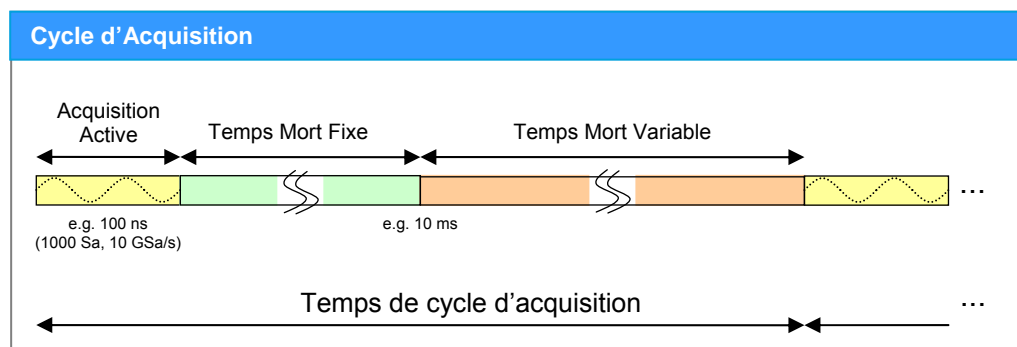 Cycle d’Acquisition
Acquisition
Active
Temps Mort Fixe
Temps Mort Variable
...
e.g. 100 ns
(1000 Sa, 10 GSa/s)
e.g. 10 ms
Temps de cycle d’acquisition
...